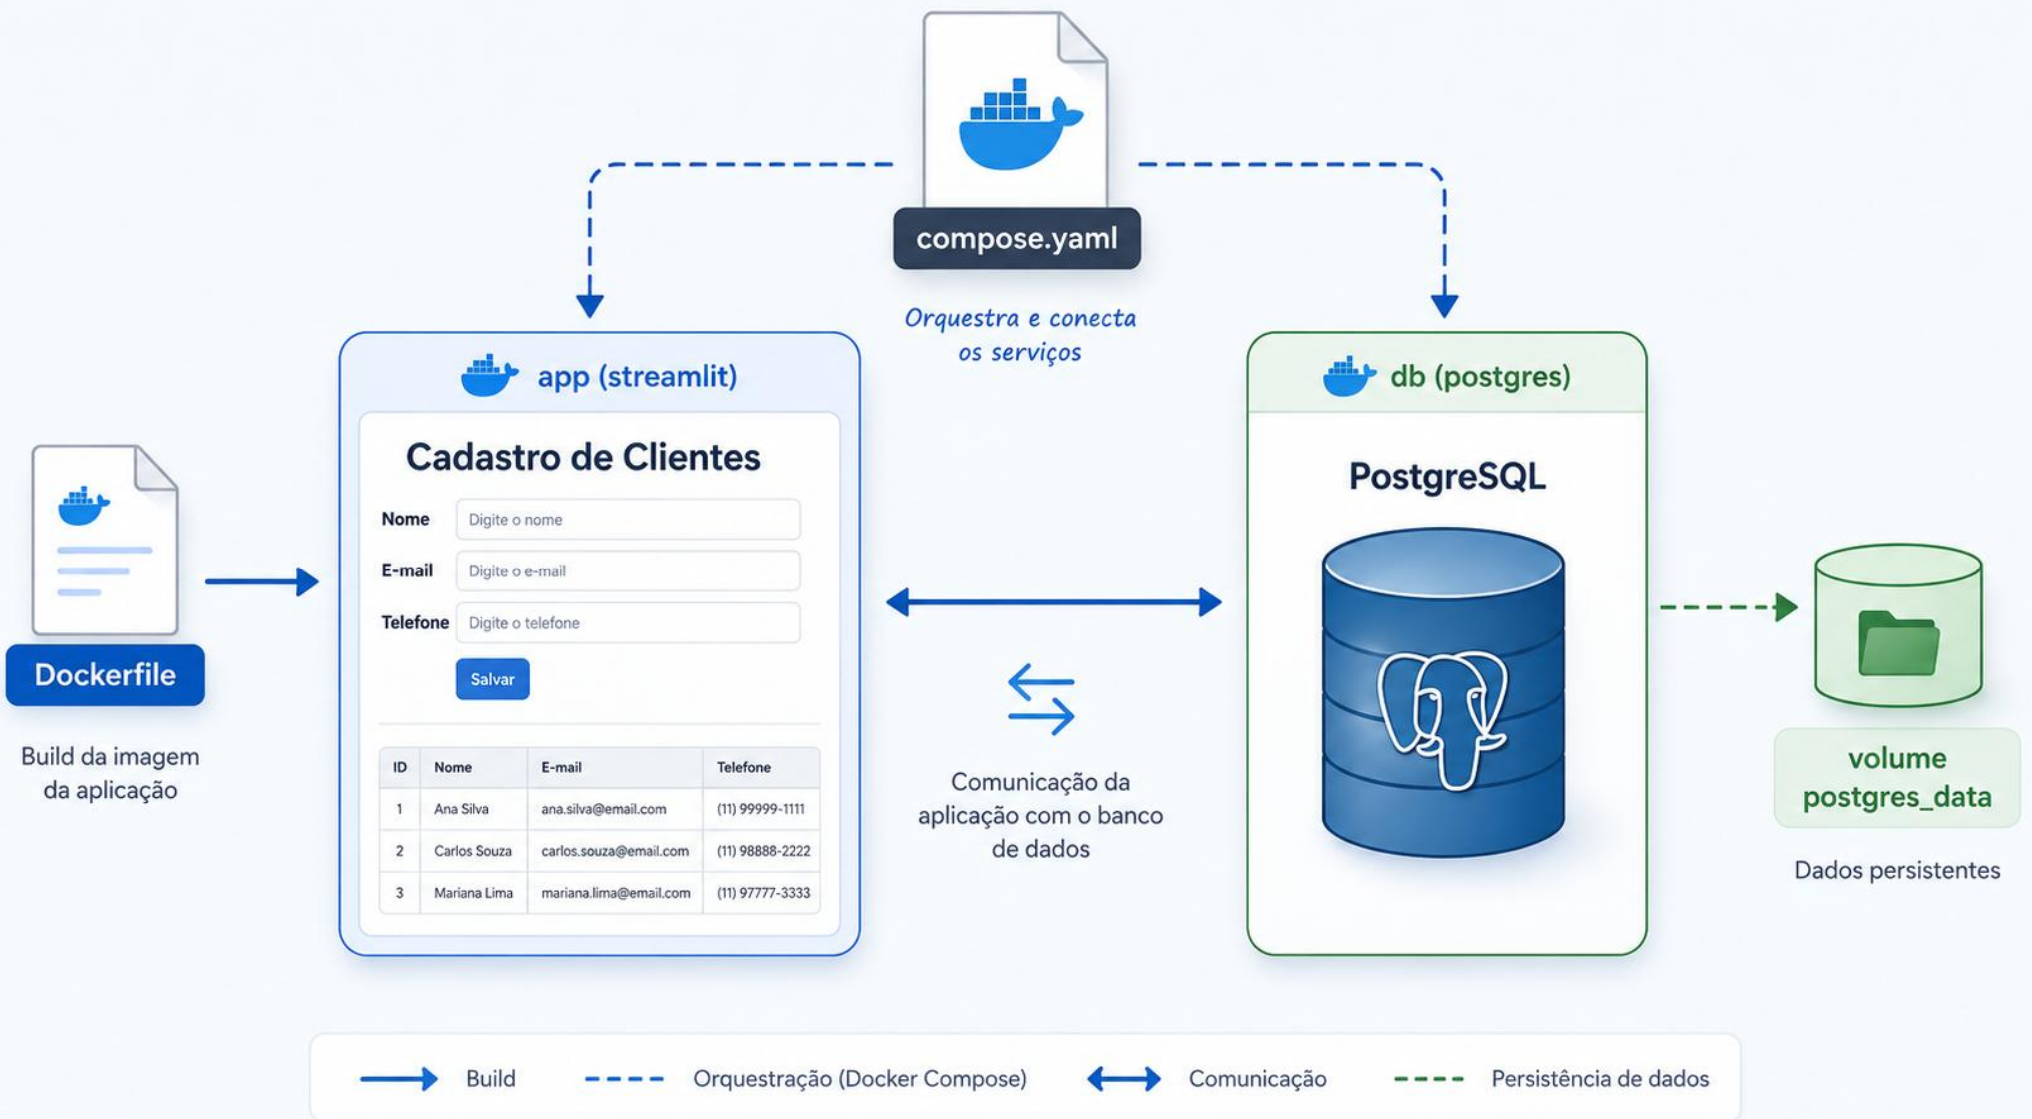 compose.yaml
Orquestra e conecta
os serviços
Dockerfile
Build da imagem
da aplicação
app (streamlit)
Cadastro de Clientes
Nome Digite o nome
E-mail Digite o e-mail
Telefone Digite o telefone
Salvar
ID Nome E-mail Telefone
1 Ana Silva ana.silva@email.com (11) 99999-1111
2 Carlos Souza carlos.souza@email.com (11) 98888-2222
3 Mariana Lima mariana.lima@email.com (11) 97777-3333
Comunicação da
aplicação com o banco
de dados
db (postgres)
PostgreSQL
volume
postgres_data
Dados persistentes
Build Orquestração (Docker Compose) Comunicação Persistência de dados